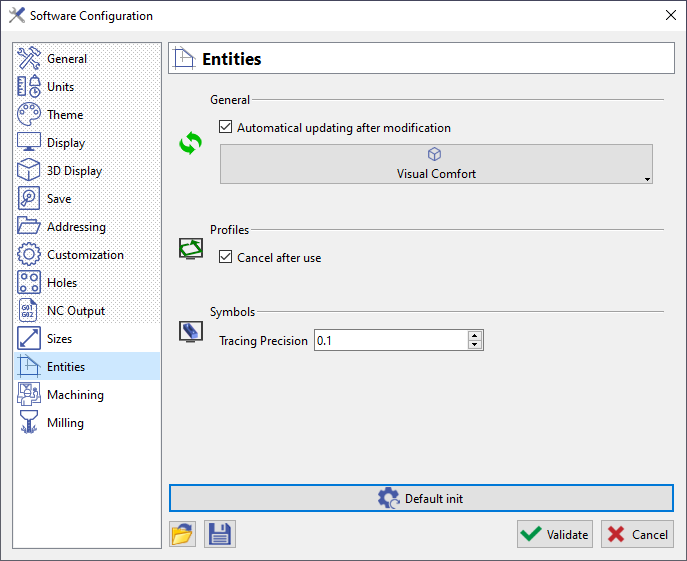 Software Configuration
General
Units
Theme
Display
3D Display
Save
Addressing
Customization
Holes
G01
G02
NC Output
Sizes
Entities
Machining
Milling
Entities
General
Automatical updating after modification
Visual Comfort
Profiles
Cancel after use
Symbols
Tracing Precision 0.1
Default init
Validate Cancel